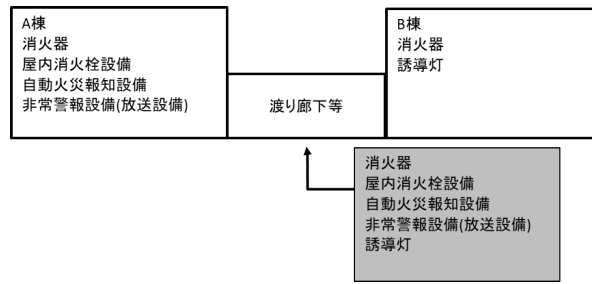 A棟
消火器
屋内消火栓設備
自動火災報知設備
非常警報設備(放送設備)
渡り廊下等
B棟
消火器
誘導灯
消火器
屋内消火栓設備
自動火災報知設備
非常警報設備(放送設備)
誘導灯